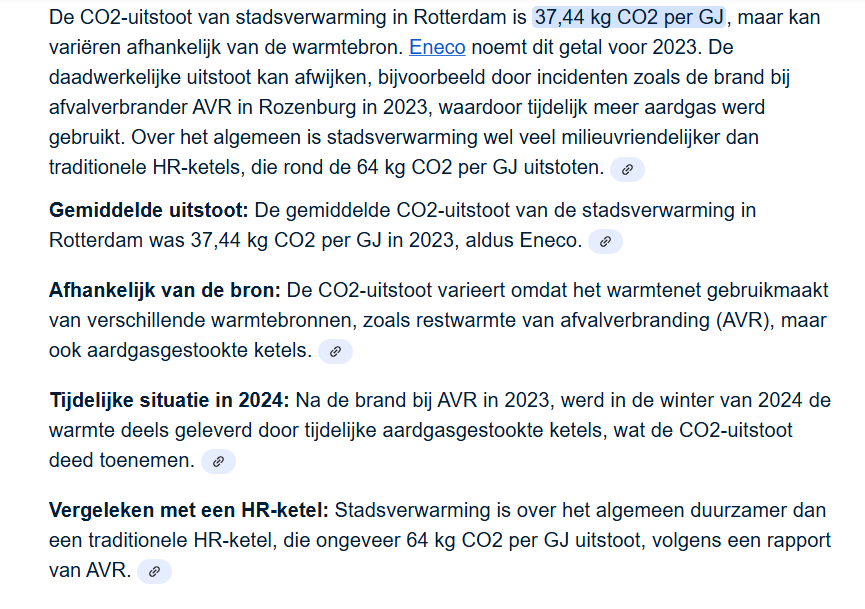 De CO2-uitstoot van stadsverwarming in Rotterdam is 37,44 kg CO2 per GJ, maar kan
variëren afhankelijk van de warmtebron. Eneco noemt dit getal voor 2023. De
daadwerkelijke uitstoot kan afwijken, bijvoorbeeld door incidenten zoals de brand bij
afvalverbrander AVR in Rozenburg in 2023, waardoor tijdelijk meer aardgas werd
gebruikt. Over het algemeen is stadsverwarming wel veel milieuvriendelijker dan
traditionele HR-ketels, die rond de 64 kg CO2 per GJ uitstoten.
Gemiddelde uitstoot: De gemiddelde CO2-uitstoot van de stadsverwarming in
Rotterdam was 37,44 kg CO2 per GJ in 2023, aldus Eneco.
Afhankelijk van de bron: De CO2-uitstoot varieert omdat het warmtenet gebruikmaakt
van verschillende warmtebronnen, zoals restwarmte van afvalverbranding (AVR), maar
ook aardgasgestookte ketels.
Tijdelijke situatie in 2024: Na de brand bij AVR in 2023, werd in de winter van 2024 de
warmte deels geleverd door tijdelijke aardgasgestookte ketels, wat de CO2-uitstoot
deed toenemen.
Vergeleken met een HR-ketel: Stadsverwarming is over het algemeen duurzamer dan
een traditionele HR-ketel, die ongeveer 64 kg CO2 per GJ uitstoot, volgens een rapport
van AVR.